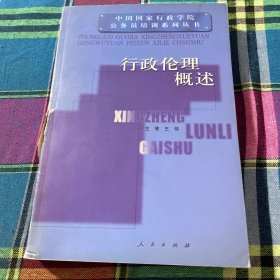 中国国家行政学院
公务员培训系列丛书
ZHONGGUO GUOJIA XINGZHENGXUEYUAN
GONGWUYUAN PEIXUN XILIE CONGSHU
行政伦理
概述
XINGZHENG
LUNLI
GAISHU
王伟
人民出版社